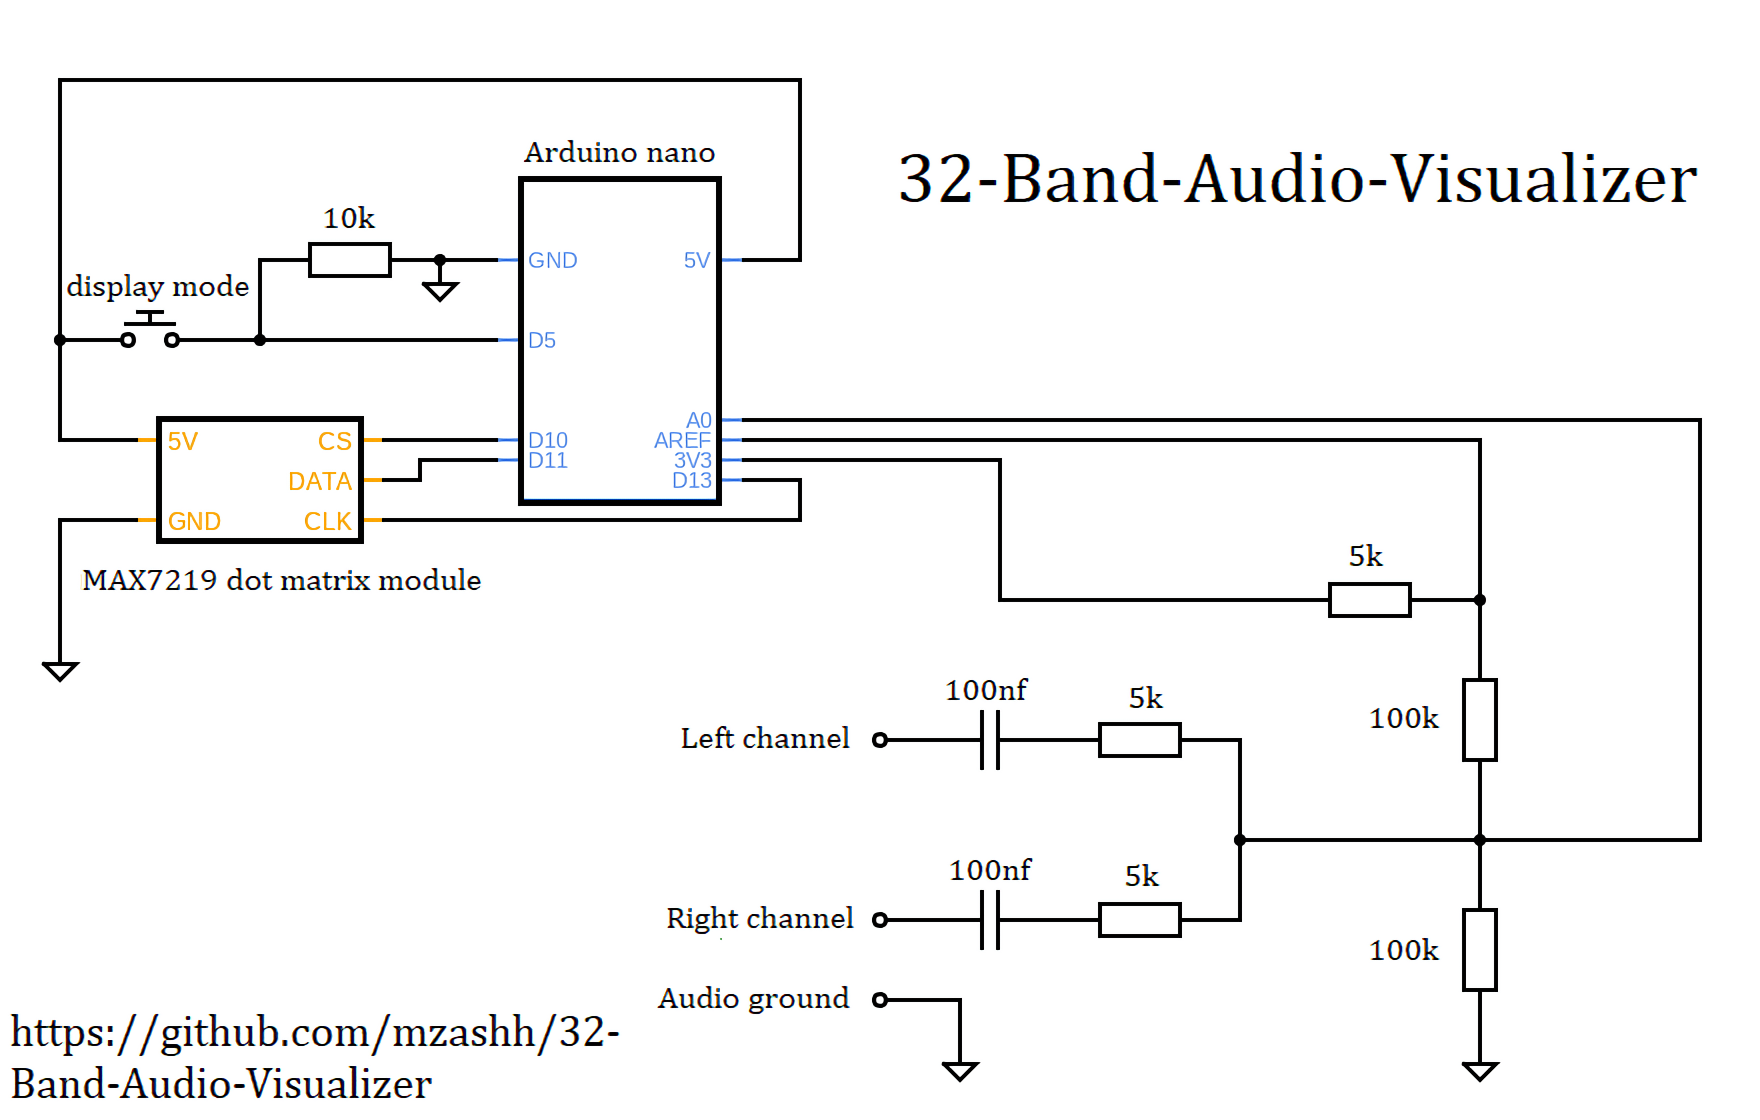 32-Band-Audio-Visualizer
Arduino nano
10k
GND
5V
display mode
D5
A0
D10
AREF
D11
3V3
D13
5V
CS
DATA
GND
CLK
MAX7219 dot matrix module
5k
100nf
5k
Left channel
100k
100nf
5k
Right channel
100k
Audio ground
https://github.com/mzashh/32-
Band-Audio-Visualizer